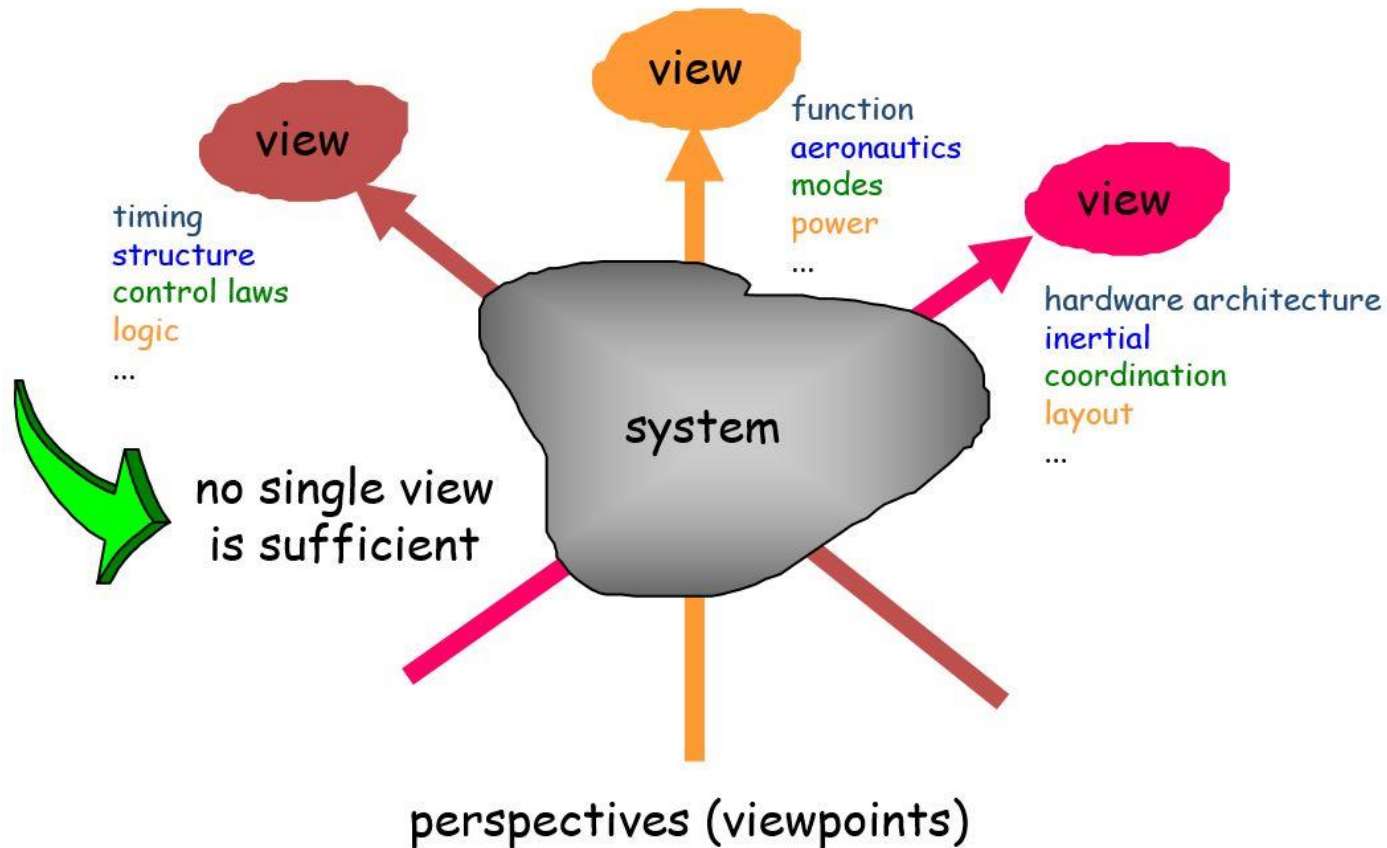 view
view
function
aeronautics
modes
power
...
view
timing
structure
control laws
logic
...
hardware architecture
inertial
coordination
layout
...
system
no single view
is sufficient
perspectives (viewpoints)